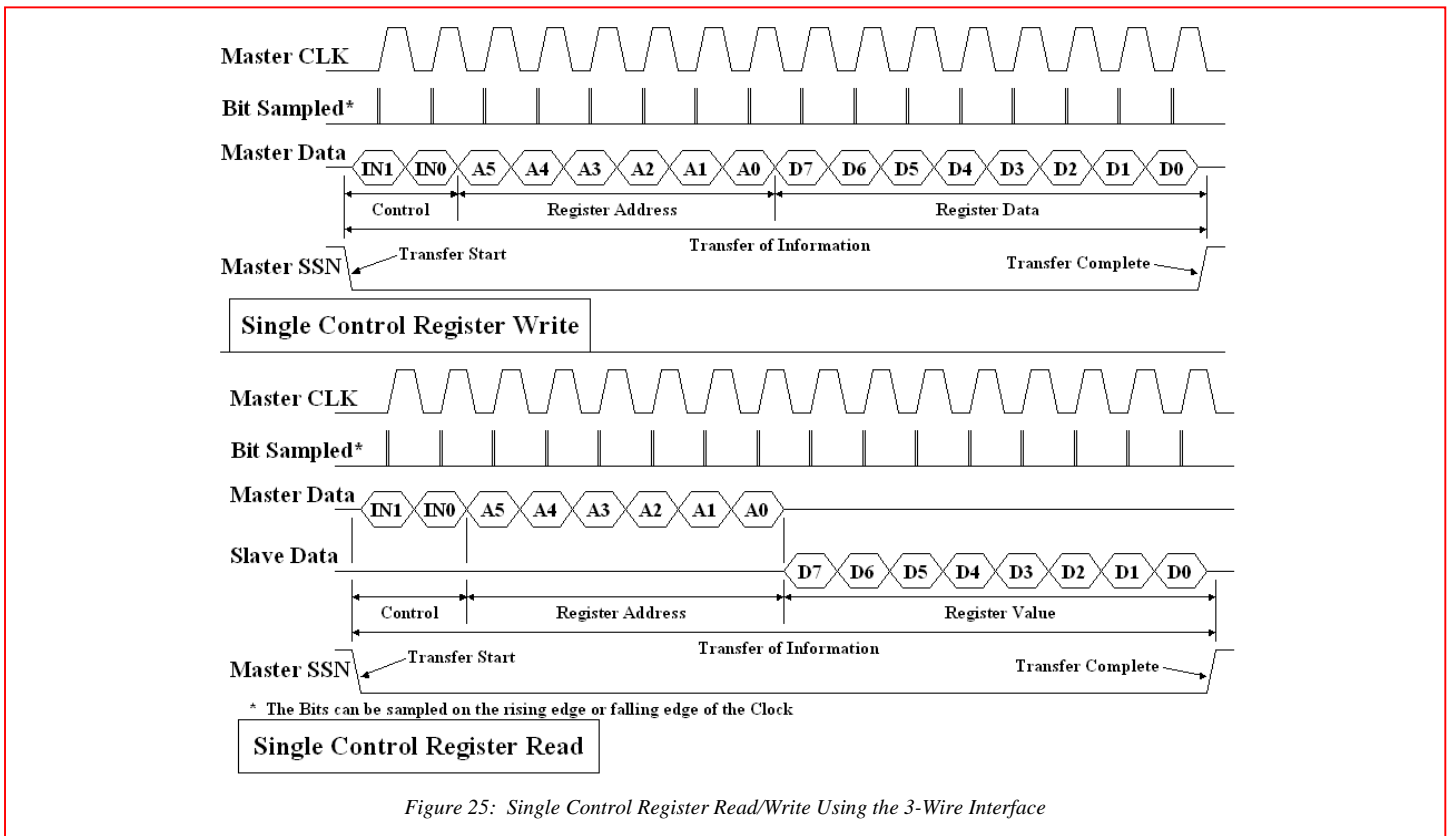 Master CLK
Bit Sampled*
Master Data
IN1 IN0 A5 A4 A3 A2 A1 A0 D7 D6 D5 D4 D3 D2 D1 D0
Control Register Address Register Data
Transfer of Information
Master SSN
Transfer Start
Transfer Complete
Single Control Register Write
Master CLK
Bit Sampled*
Master Data
IN1 IN0 A5 A4 A3 A2 A1 A0
Slave Data
D7 D6 D5 D4 D3 D2 D1 D0
Control Register Address Register Value
Transfer of Information
Master SSN
Transfer Start
Transfer Complete
* The Bits can be sampled on the rising edge or falling edge of the Clock
Single Control Register Read
Figure 25: Single Control Register Read/Write Using the 3-Wire Interface